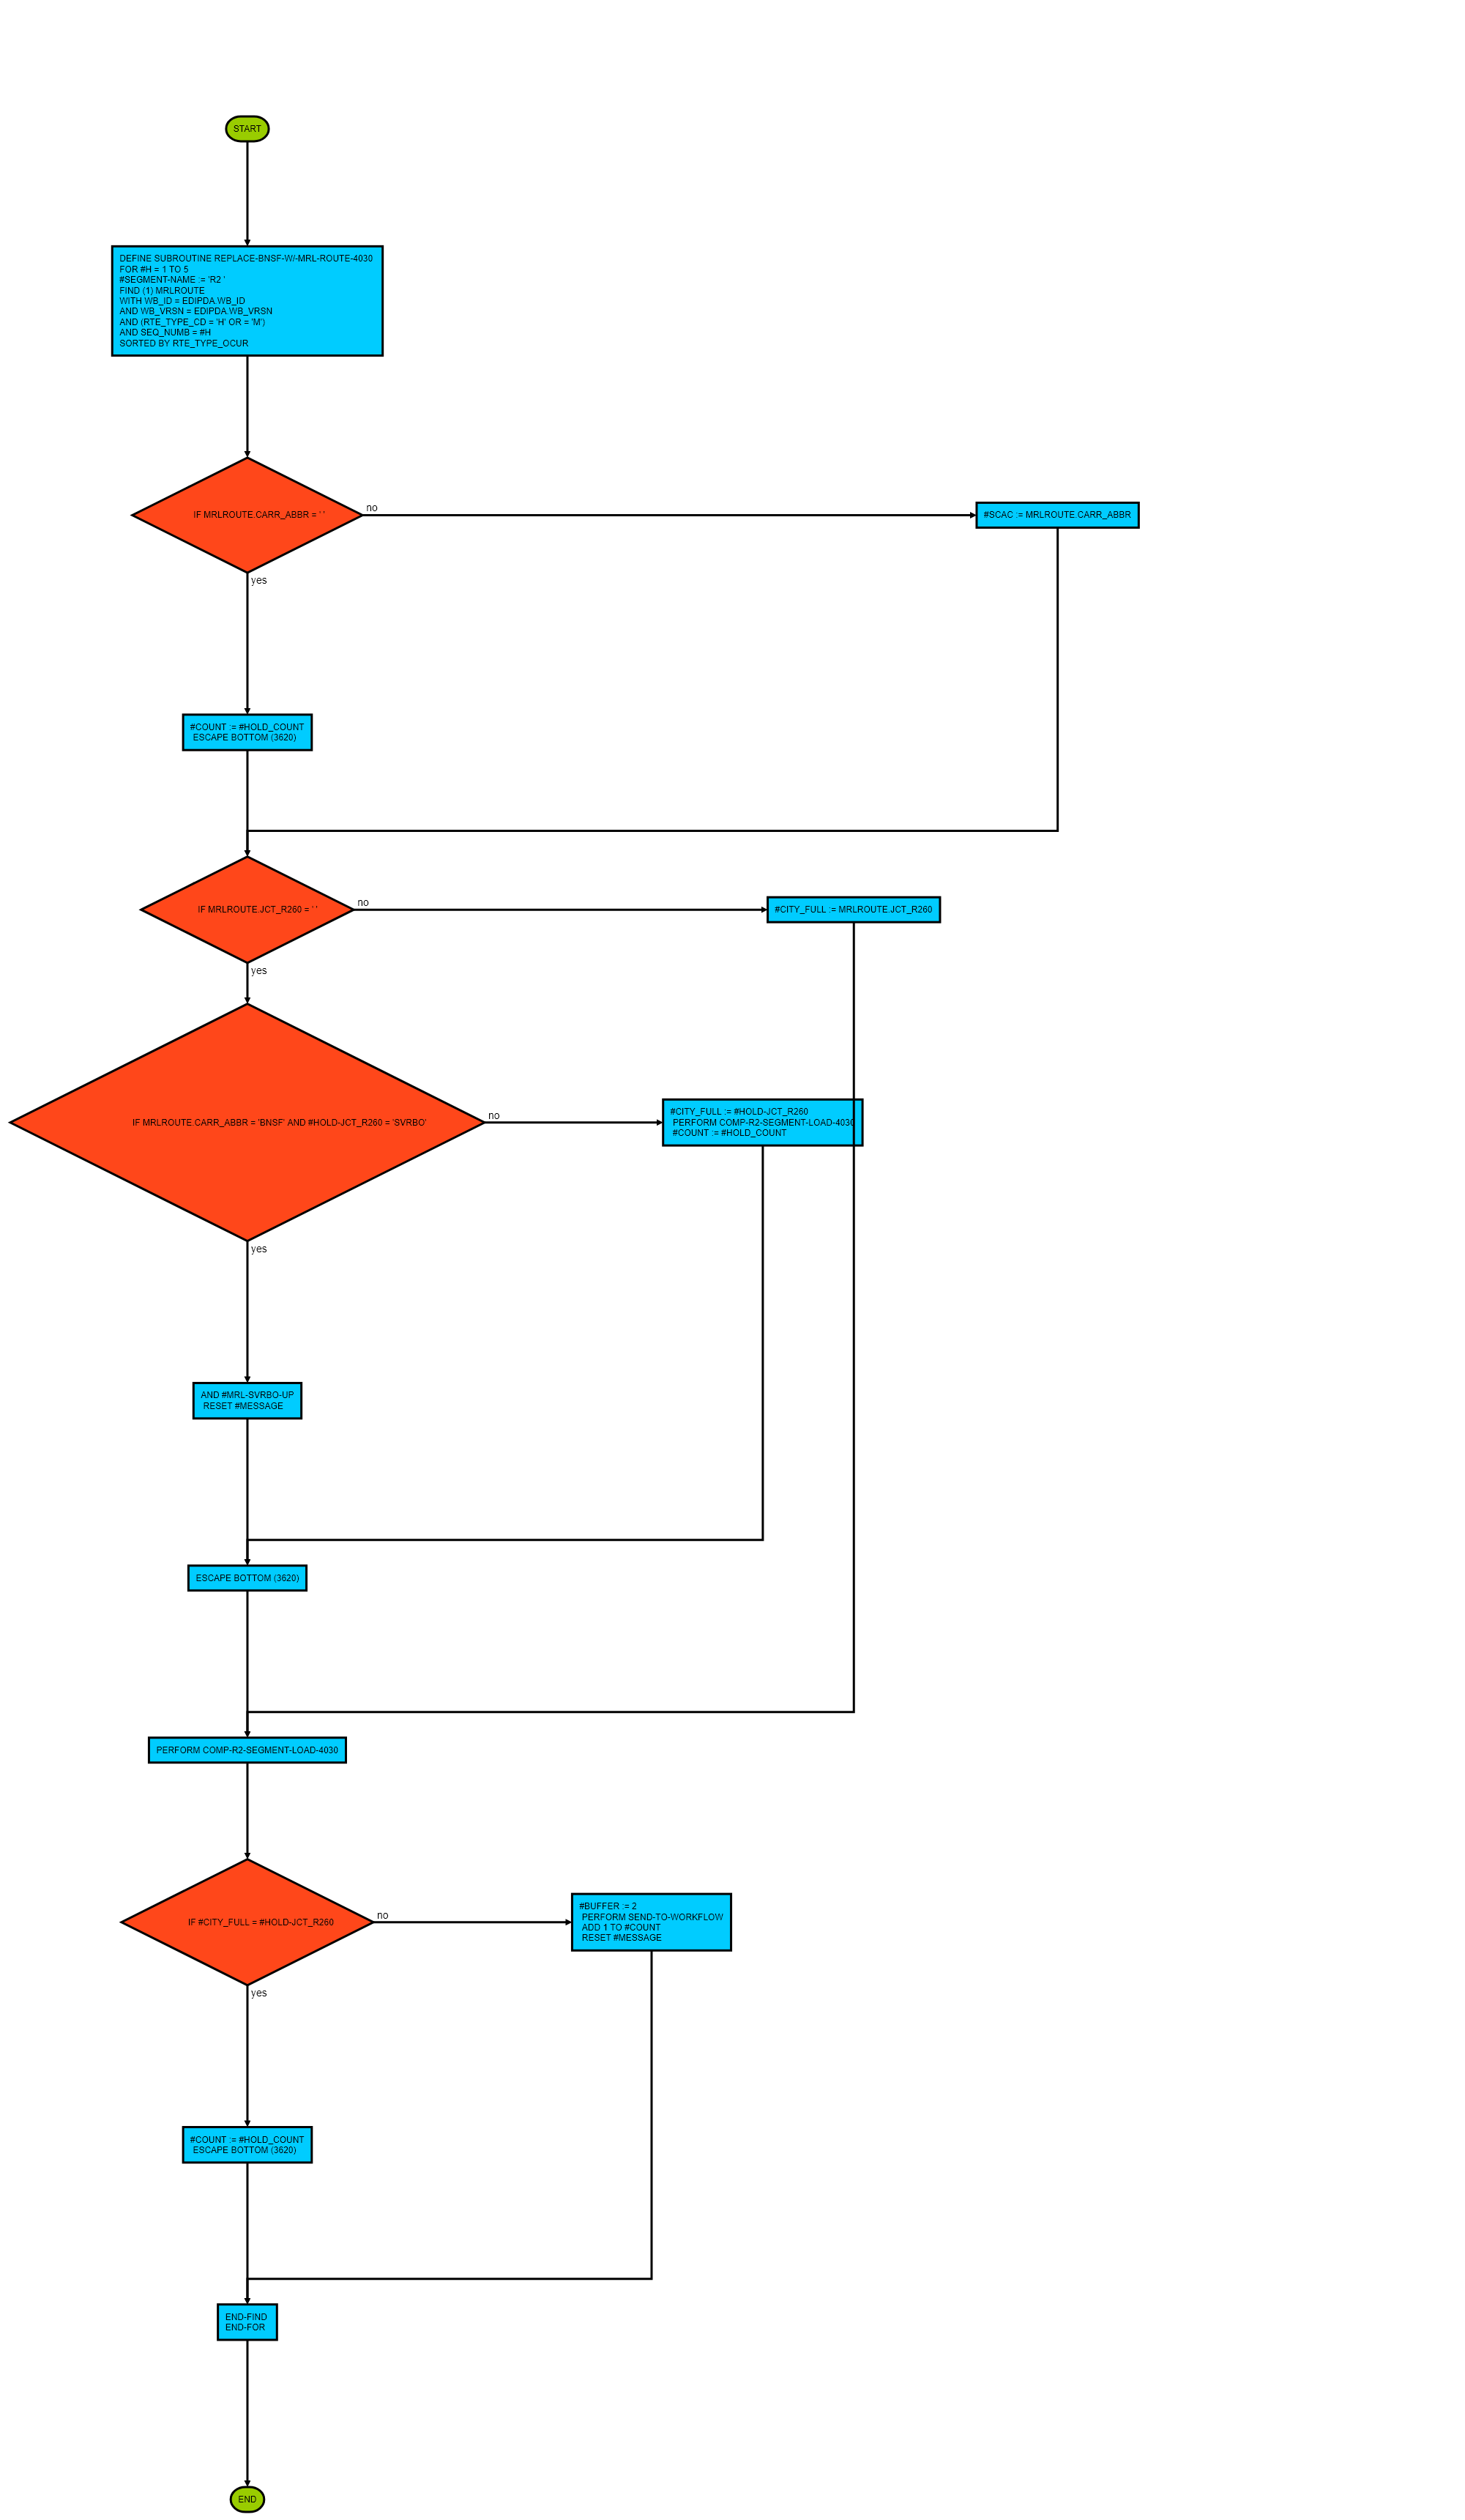 START
DEFINE SUBROUTINE REPLACE-BNSF-W/-MRL-ROUTE-4030
FOR #H = 1 TO 5
#SEGMENT-NAME := 'R2 '
FIND (1) MRLROUTE
WITH WB_ID = EDIPDA.WB_ID
AND WB_VRSN = EDIPDA.WB_VRSN
AND (RTE_TYPE_CD = 'H' OR = 'M')
AND SEQ_NUMB = #H
SORTED BY RTE_TYPE_OCUR
IF MRLROUTE.CARR_ABBR = ' '
no
#SCAC := MRLROUTE.CARR_ABBR
yes
#COUNT := #HOLD_COUNT
ESCAPE BOTTOM (3620)
IF MRLROUTE.JCT_R260 = ' '
no
#CITY_FULL := MRLROUTE.JCT_R260
yes
IF MRLROUTE.CARR_ABBR = 'BNSF' AND #HOLD-JCT_R260 = 'SVRBO'
no
#CITY_FULL := #HOLD-JCT_R260
PERFORM COMP-R2-SEGMENT-LOAD-4030
#COUNT := #HOLD_COUNT
yes
AND #MRL-SVRBO-UP
RESET #MESSAGE
ESCAPE BOTTOM (3620)
PERFORM COMP-R2-SEGMENT-LOAD-4030
IF #CITY_FULL = #HOLD-JCT_R260
no
#BUFFER := 2
PERFORM SEND-TO-WORKFLOW
ADD 1 TO #COUNT
RESET #MESSAGE
yes
#COUNT := #HOLD_COUNT
ESCAPE BOTTOM (3620)
END-FIND
END-FOR
END